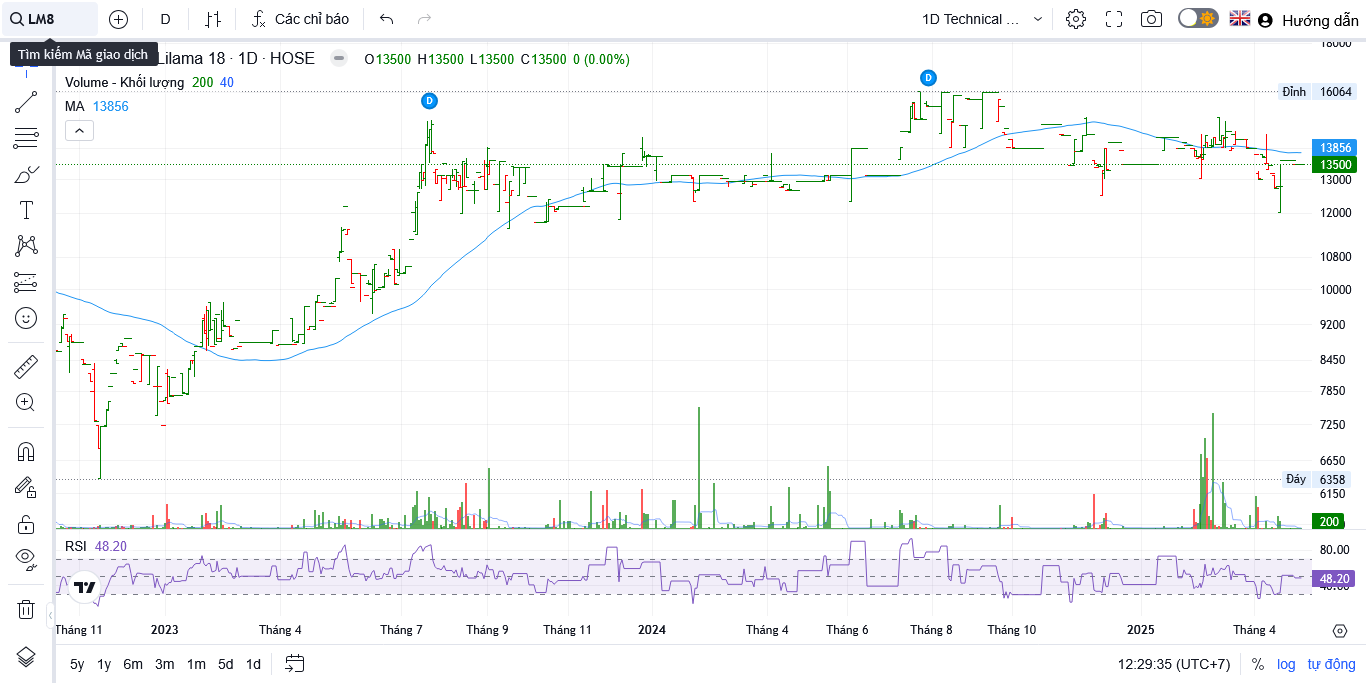 LM8 D Các chỉ báo 1D Technical ... Hướng dẫn
Tìm kiếm Mã giao dịch
Lilama 18 · 1D · HOSE O13500 H13500 L13500 C13500 0 (0.00%)
Volume - Khối lượng 200 40
MA 13856
D
D
18000
Đỉnh 16064
13856
13500
13000
12000
10800
10000
9200
8450
7850
7250
6650
Đáy 6358
6150
200
RSI 48.20
80.00
48.20
40.00
Tháng 11 2023 Tháng 4 Tháng 7 Tháng 9 Tháng 11 2024 Tháng 4 Tháng 6 Tháng 8 Tháng 10 2025 Tháng 4
5y 1y 6m 3m 1m 5d 1d 12:29:35 (UTC+7) % log tự động